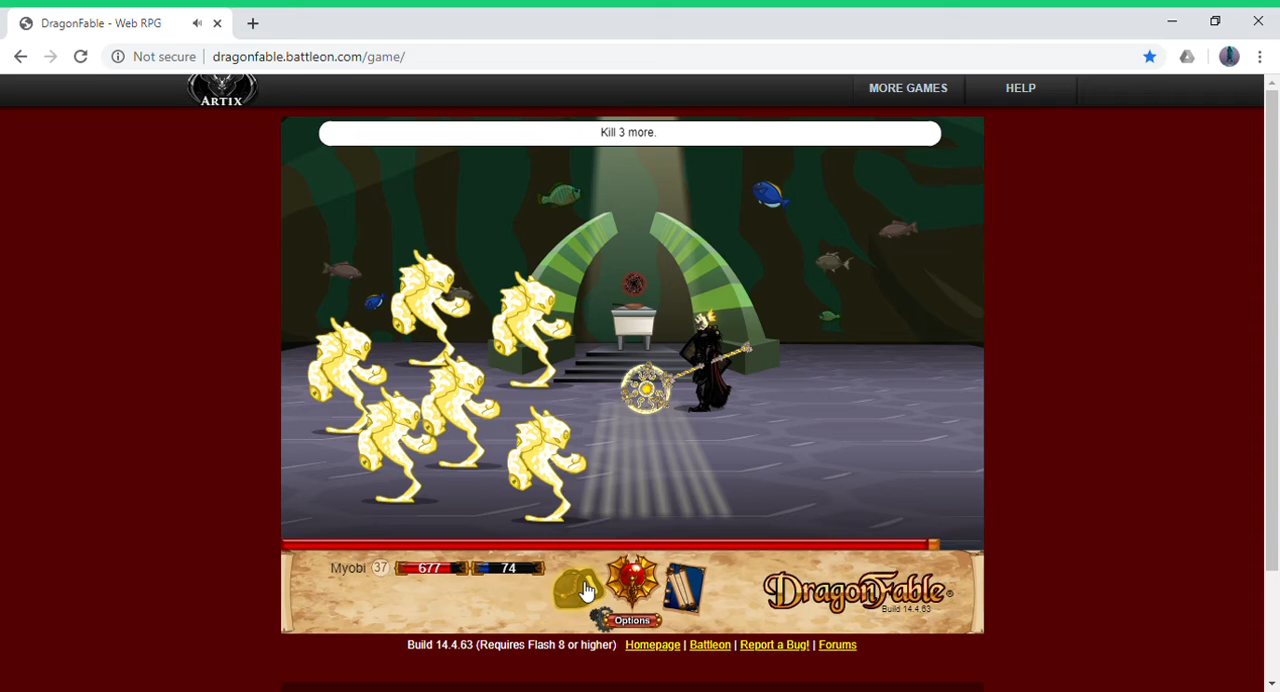 DragonFable - Web RPG
Not secure
dragonfable.battleon.com/game/
ARTIX
MORE GAMES
HELP
Kill 3 more.
Myobi 37 677 74
Options
DragonFable®
Build 14.4.63
Build 14.4.63 (Requires Flash 8 or higher) Homepage | Battleon | Report a Bug! | Forums